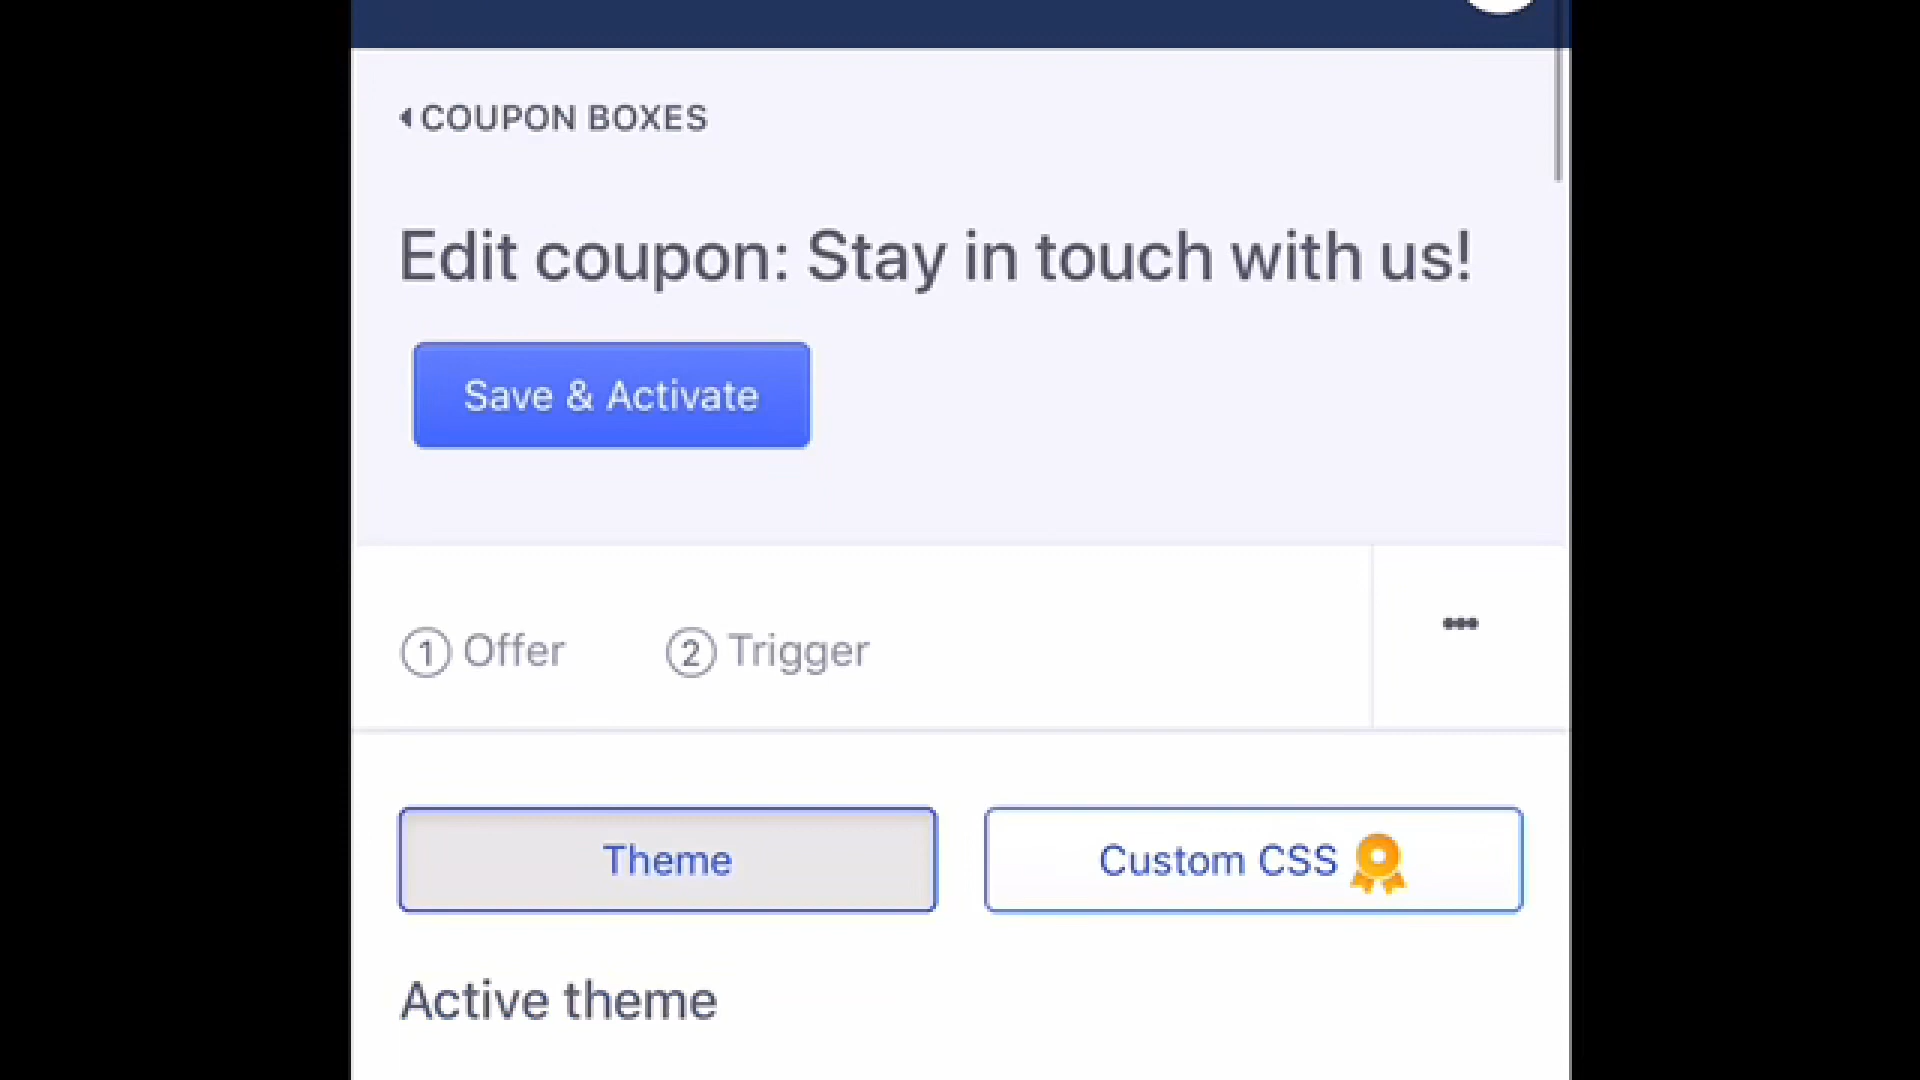 COUPON BOXES
Edit coupon: Stay in touch with us!
Save & Activate
1 Offer 2 Trigger
Theme Custom CSS
Active theme